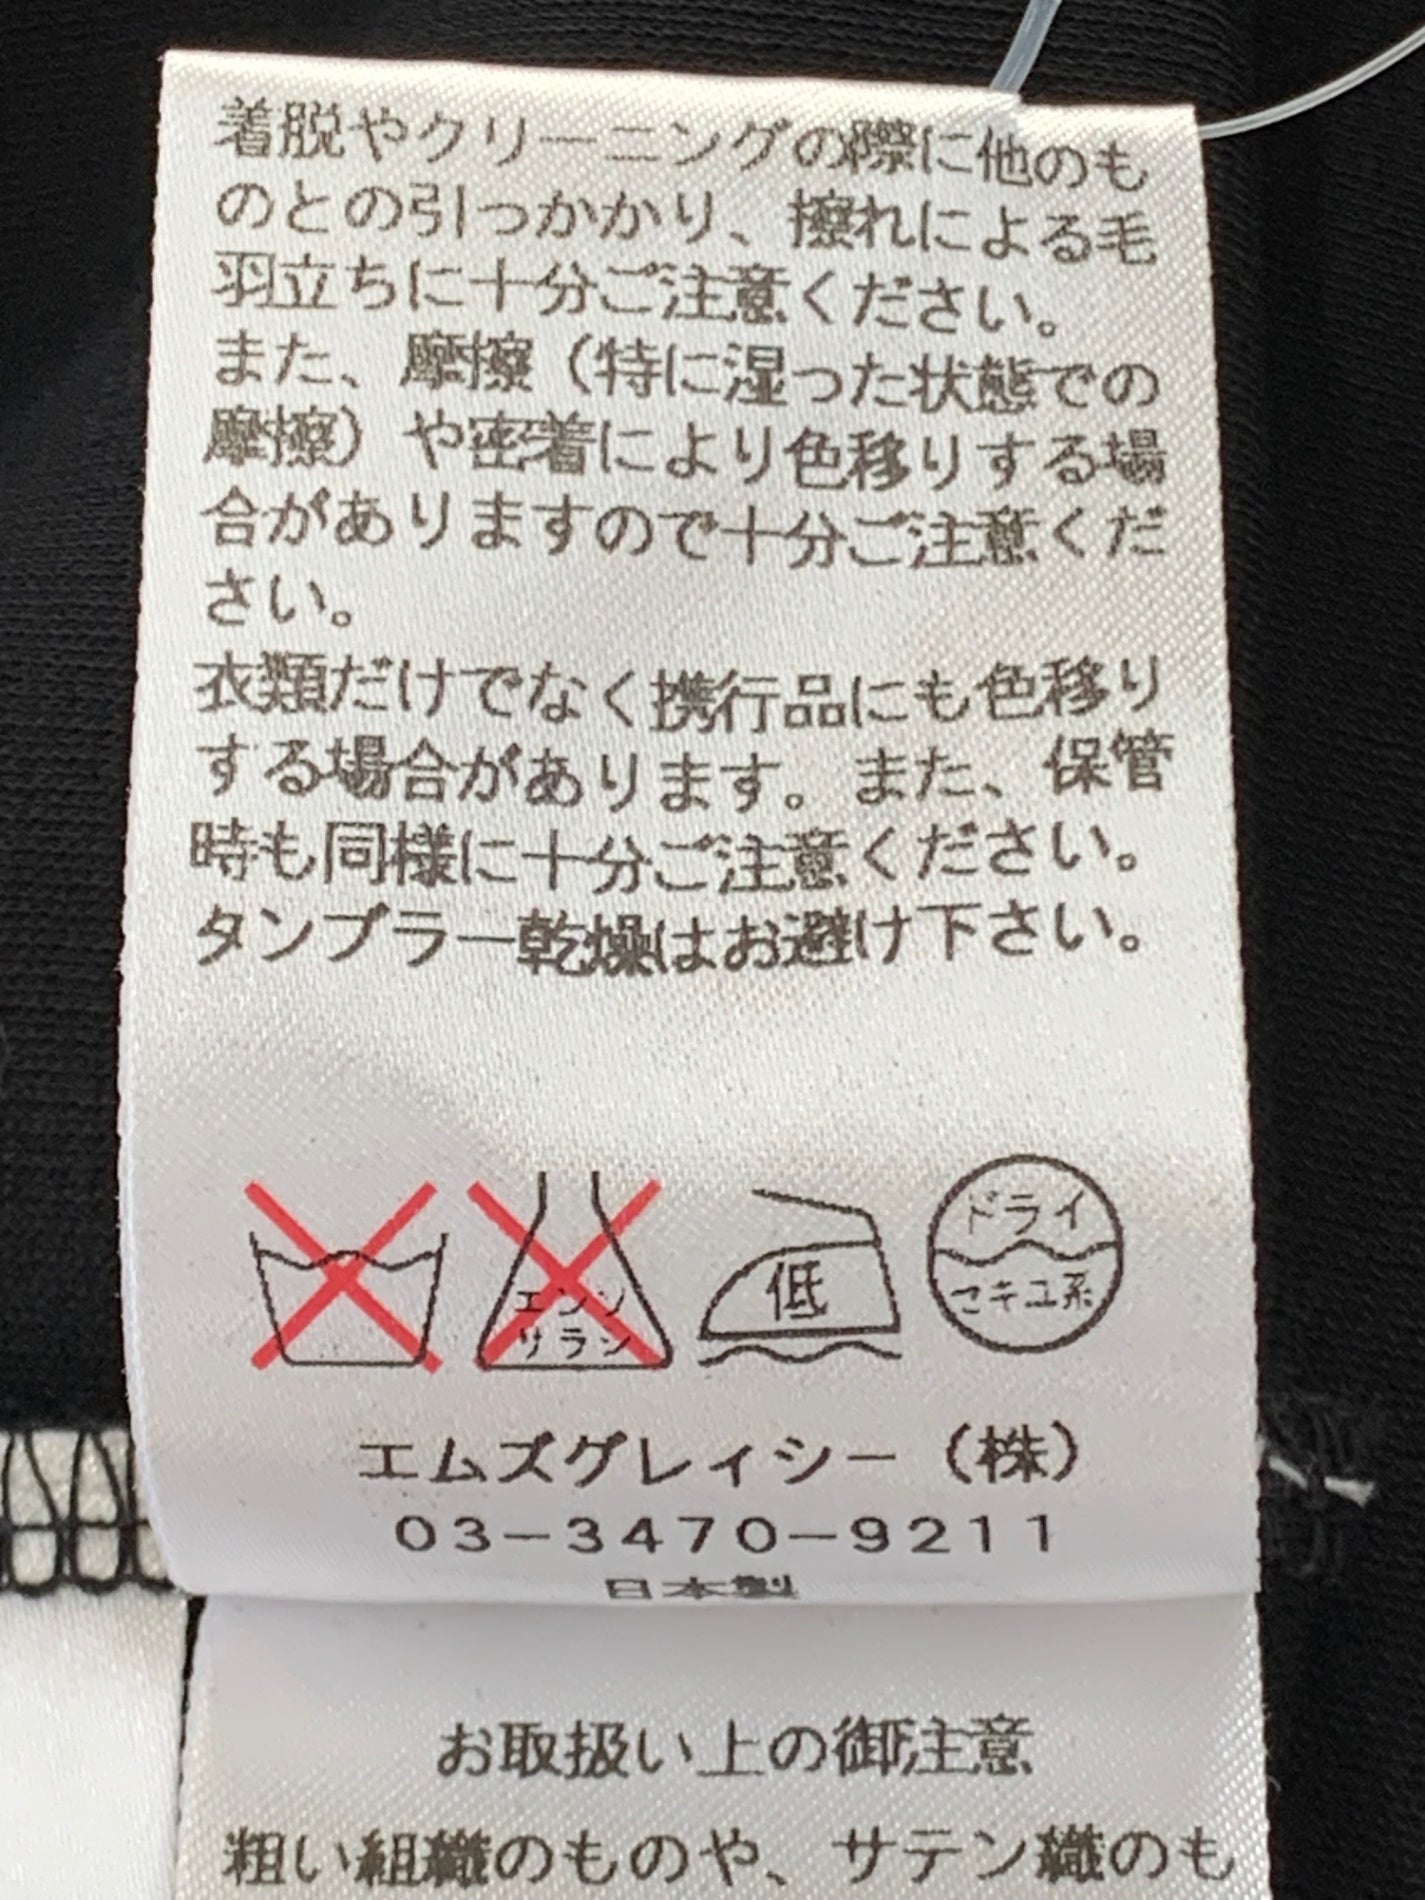 着脱やクリーニングの際に他のも
のとの引っかかり、擦れによる毛
羽立ちに十分ご注意ください。
また、摩擦（特に湿った状態での
摩擦）や密着により色移りする場
合がありますので十分ご注意くだ
さい。
衣類だけでなく携行品にも色移り
する場合があります。また、保管
時も同様に十分ご注意ください。
タンブラー乾燥はお避け下さい。
エンソ
サラシ
低
ドライ
セキユ系
エムズグレィシー（株）
０３－３４７０－９２１１
日本製
お取扱い上の御注意
粗い組織のものや、サテン織のも